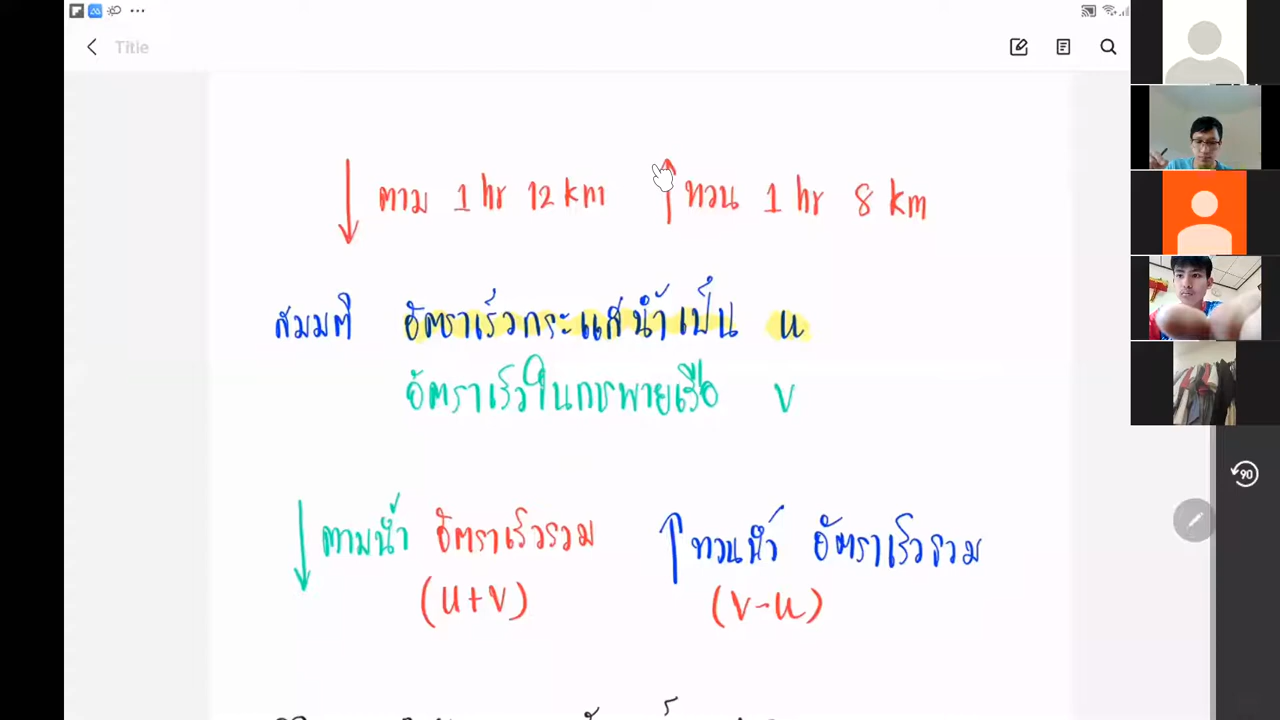 Title
ตาม 1 hr 12 km ทวน 1 hr 8 km
สมมติ อัตราเร็วกระแสน้ำเป็น u
อัตราเร็วในการพายเรือ v
ตามน้ำ อัตราเร็วรวม ทวนน้ำ อัตราเร็วรวม
(u+v) (v-u)
90